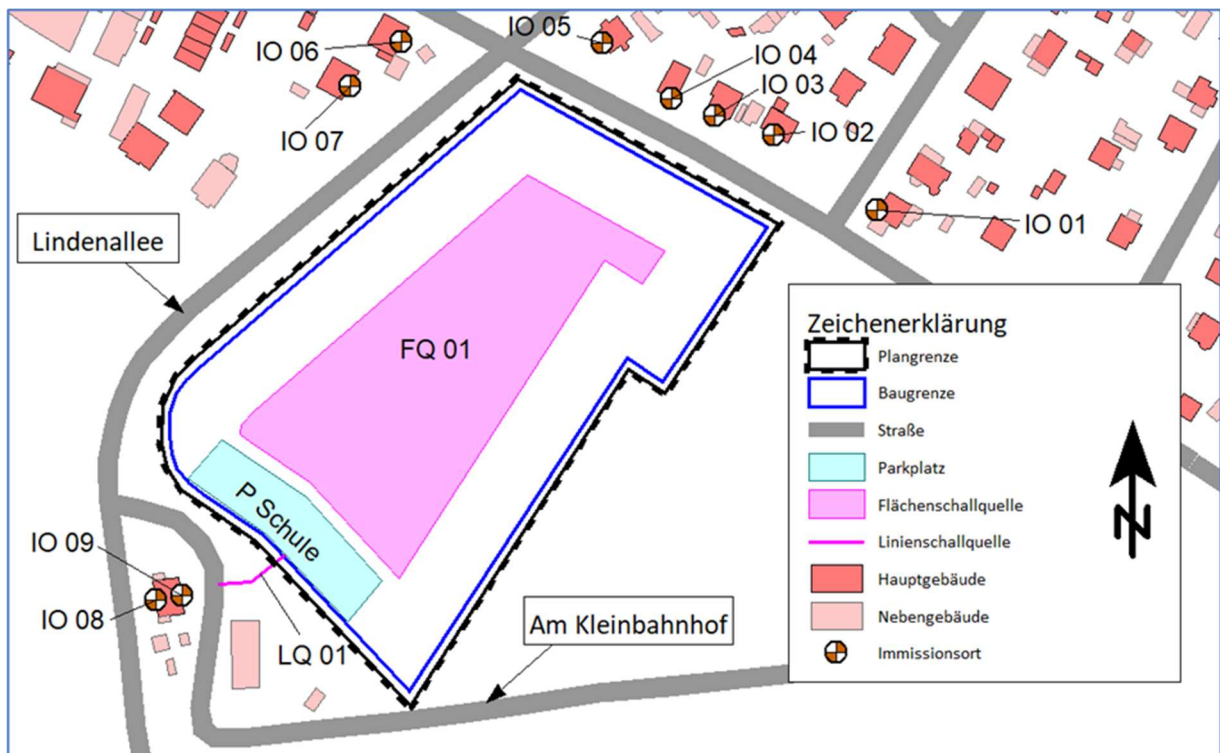 IO 05
IO 06
IO 04
IO 03
IO 07
IO 02
IO 01
Lindenallee
FQ 01
P Schule
IO 09
IO 08
LQ 01
Am Kleinbahnhof
Zeichenerklärung
Plangrenze
Baugrenze
Straße
Parkplatz
Flächenschallquelle
Linienschallquelle
Hauptgebäude
Nebengebäude
Immissionsort
N